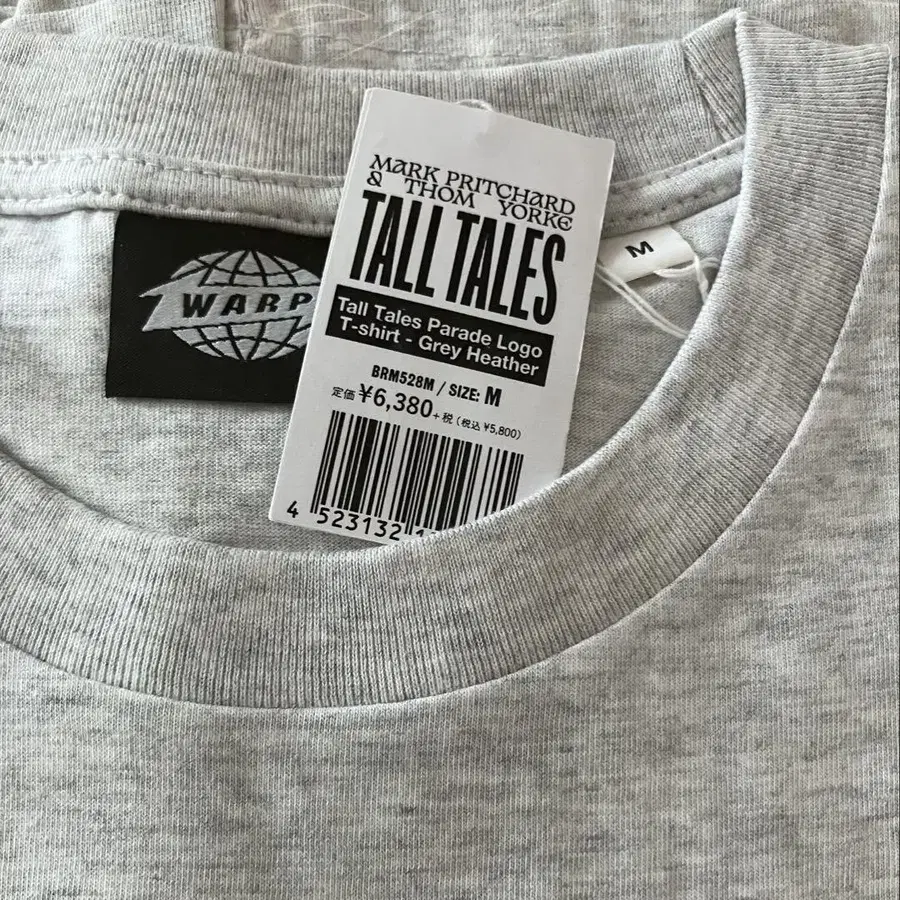 MARK PRITCHARD
& THOM YORKE
TALL TALES
Tall Tales Parade Logo
T-shirt - Grey Heather
BRM528M / SIZE: M
定価 ¥6,380 + 税 (税込 ¥5,800)
4 523132
WARP
M